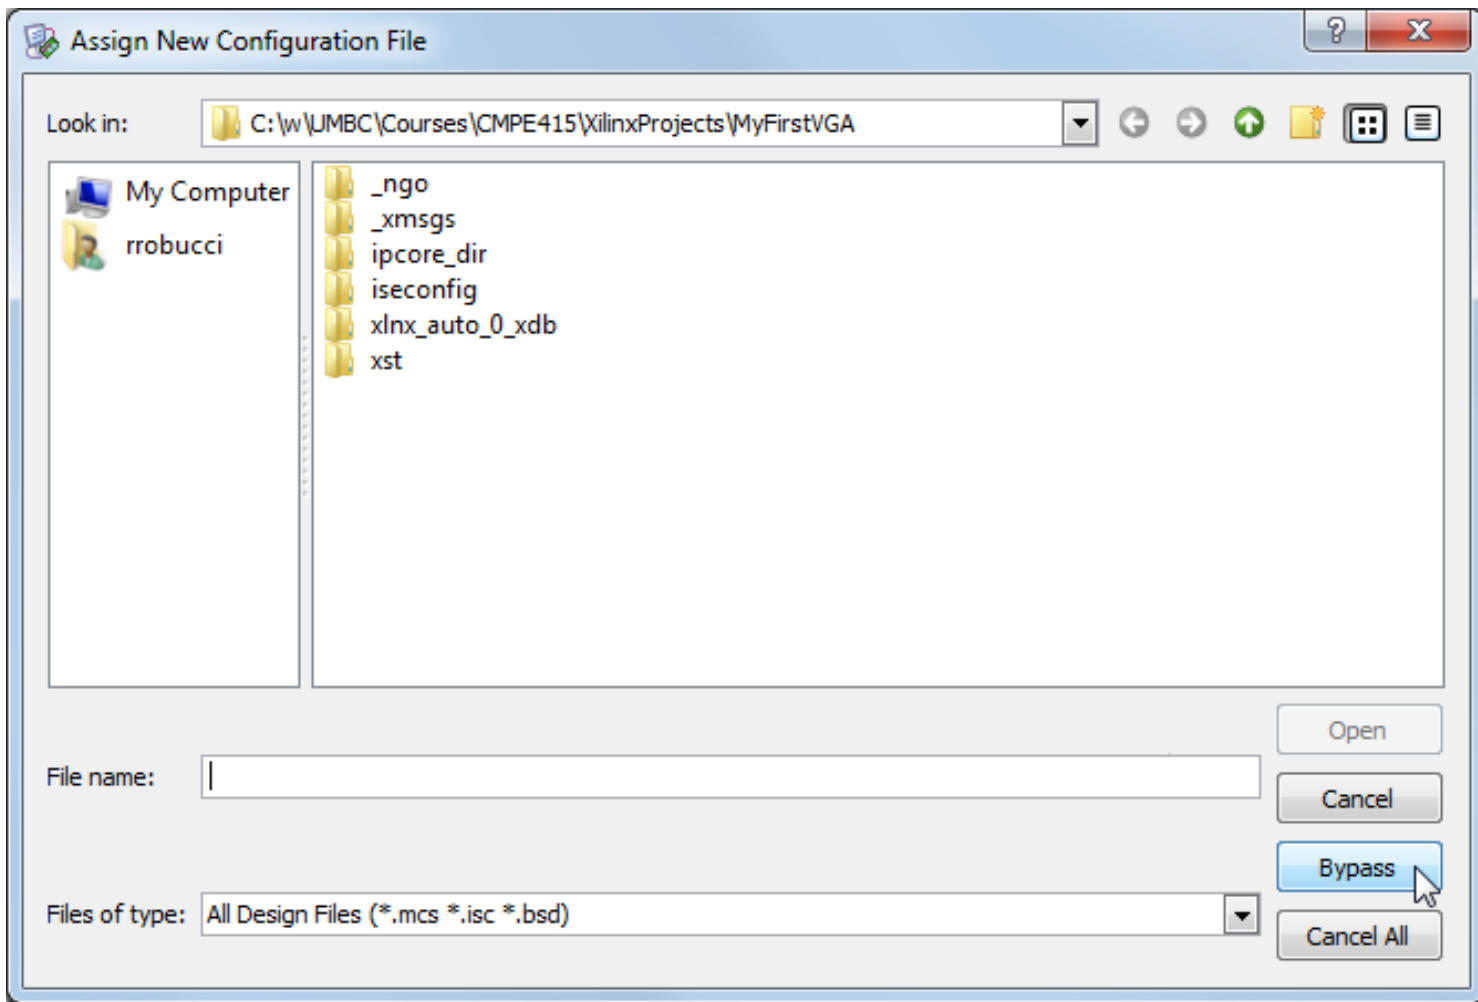 Assign New Configuration File
Look in:
C:\w\UMBC\Courses\CMPE415\XilinxProjects\MyFirstVGA
My Computer
rrobucci
_ngo
_xmsgs
ipcore_dir
iseconfig
xlnx_auto_0_xdb
xst
Open
File name:
Cancel
Bypass
Files of type:
All Design Files (*.mcs *.isc *.bsd)
Cancel All